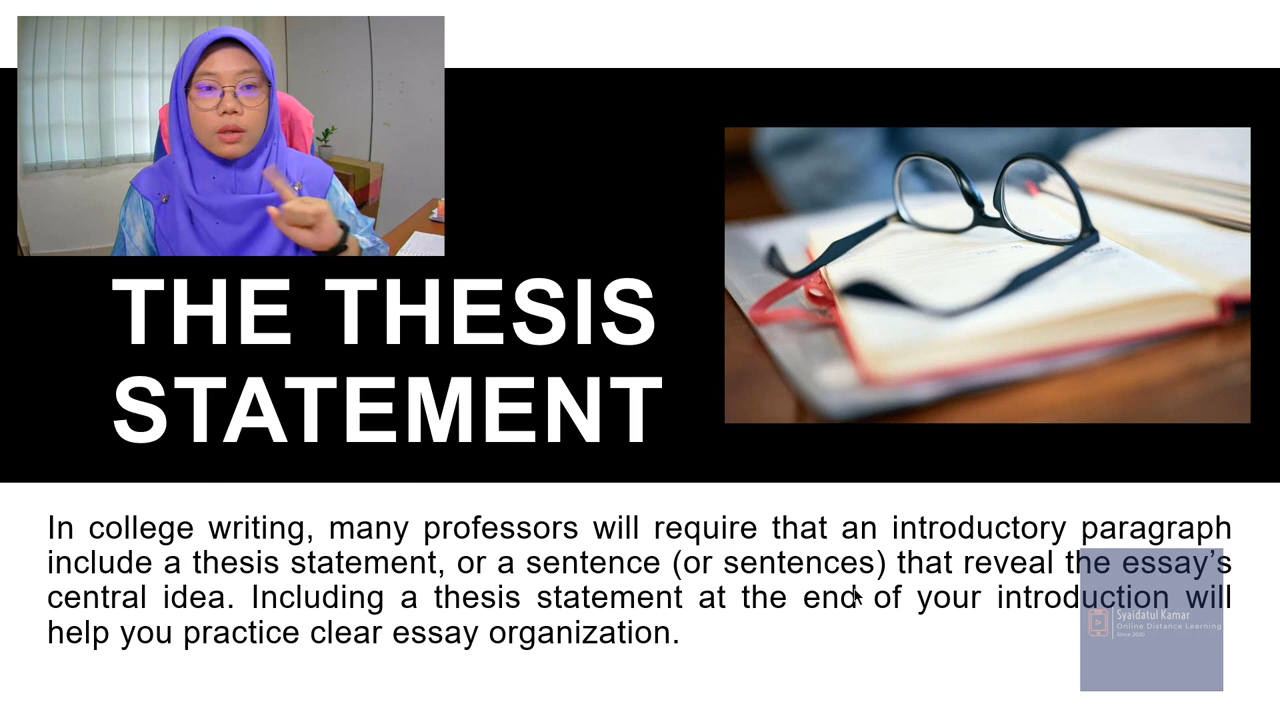 THE THESIS
STATEMENT
In college writing, many professors will require that an introductory paragraph
include a thesis statement, or a sentence (or sentences) that reveal the essay’s
central idea. Including a thesis statement at the end of your introduction will
help you practice clear essay organization.
Syaidatul Kamar
Online Distance Learning
Since 2020